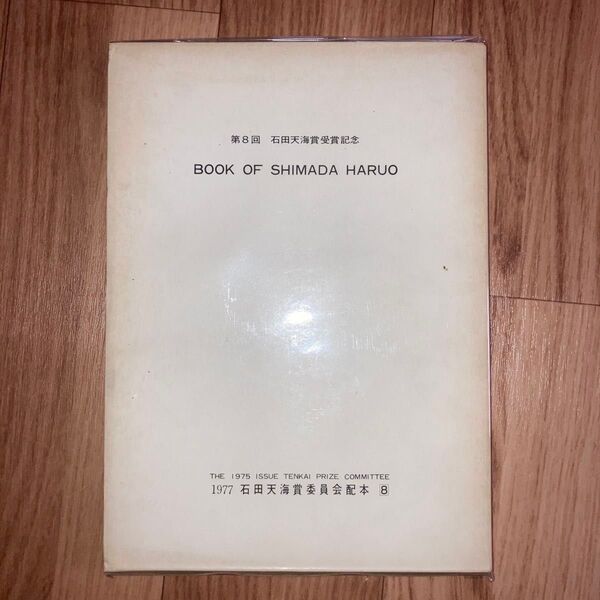 第8回 石田天海賞受賞記念
BOOK OF SHIMADA HARUO
THE 1975 ISSUE TENKAI PRIZE COMMITTEE
1977 石田天海賞委員会配本 8